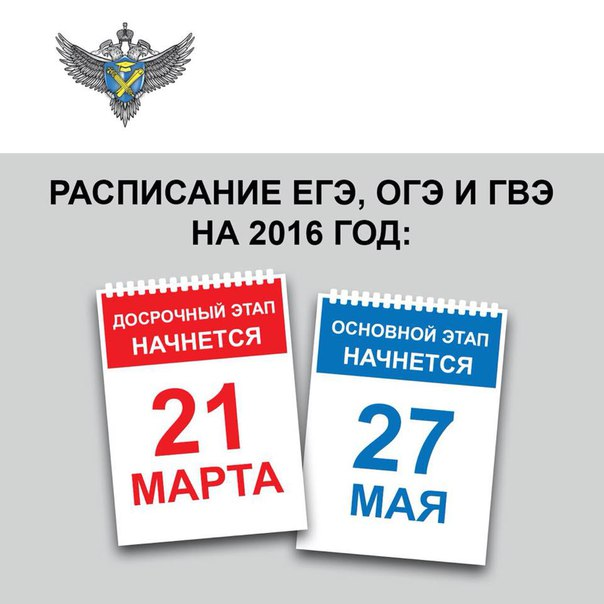 РАСПИСАНИЕ ЕГЭ, ОГЭ И ГВЭ
НА 2016 ГОД:
ДОСРОЧНЫЙ ЭТАП
НАЧНЕТСЯ
21
МАРТА
ОСНОВНОЙ ЭТАП
НАЧНЕТСЯ
27
МАЯ